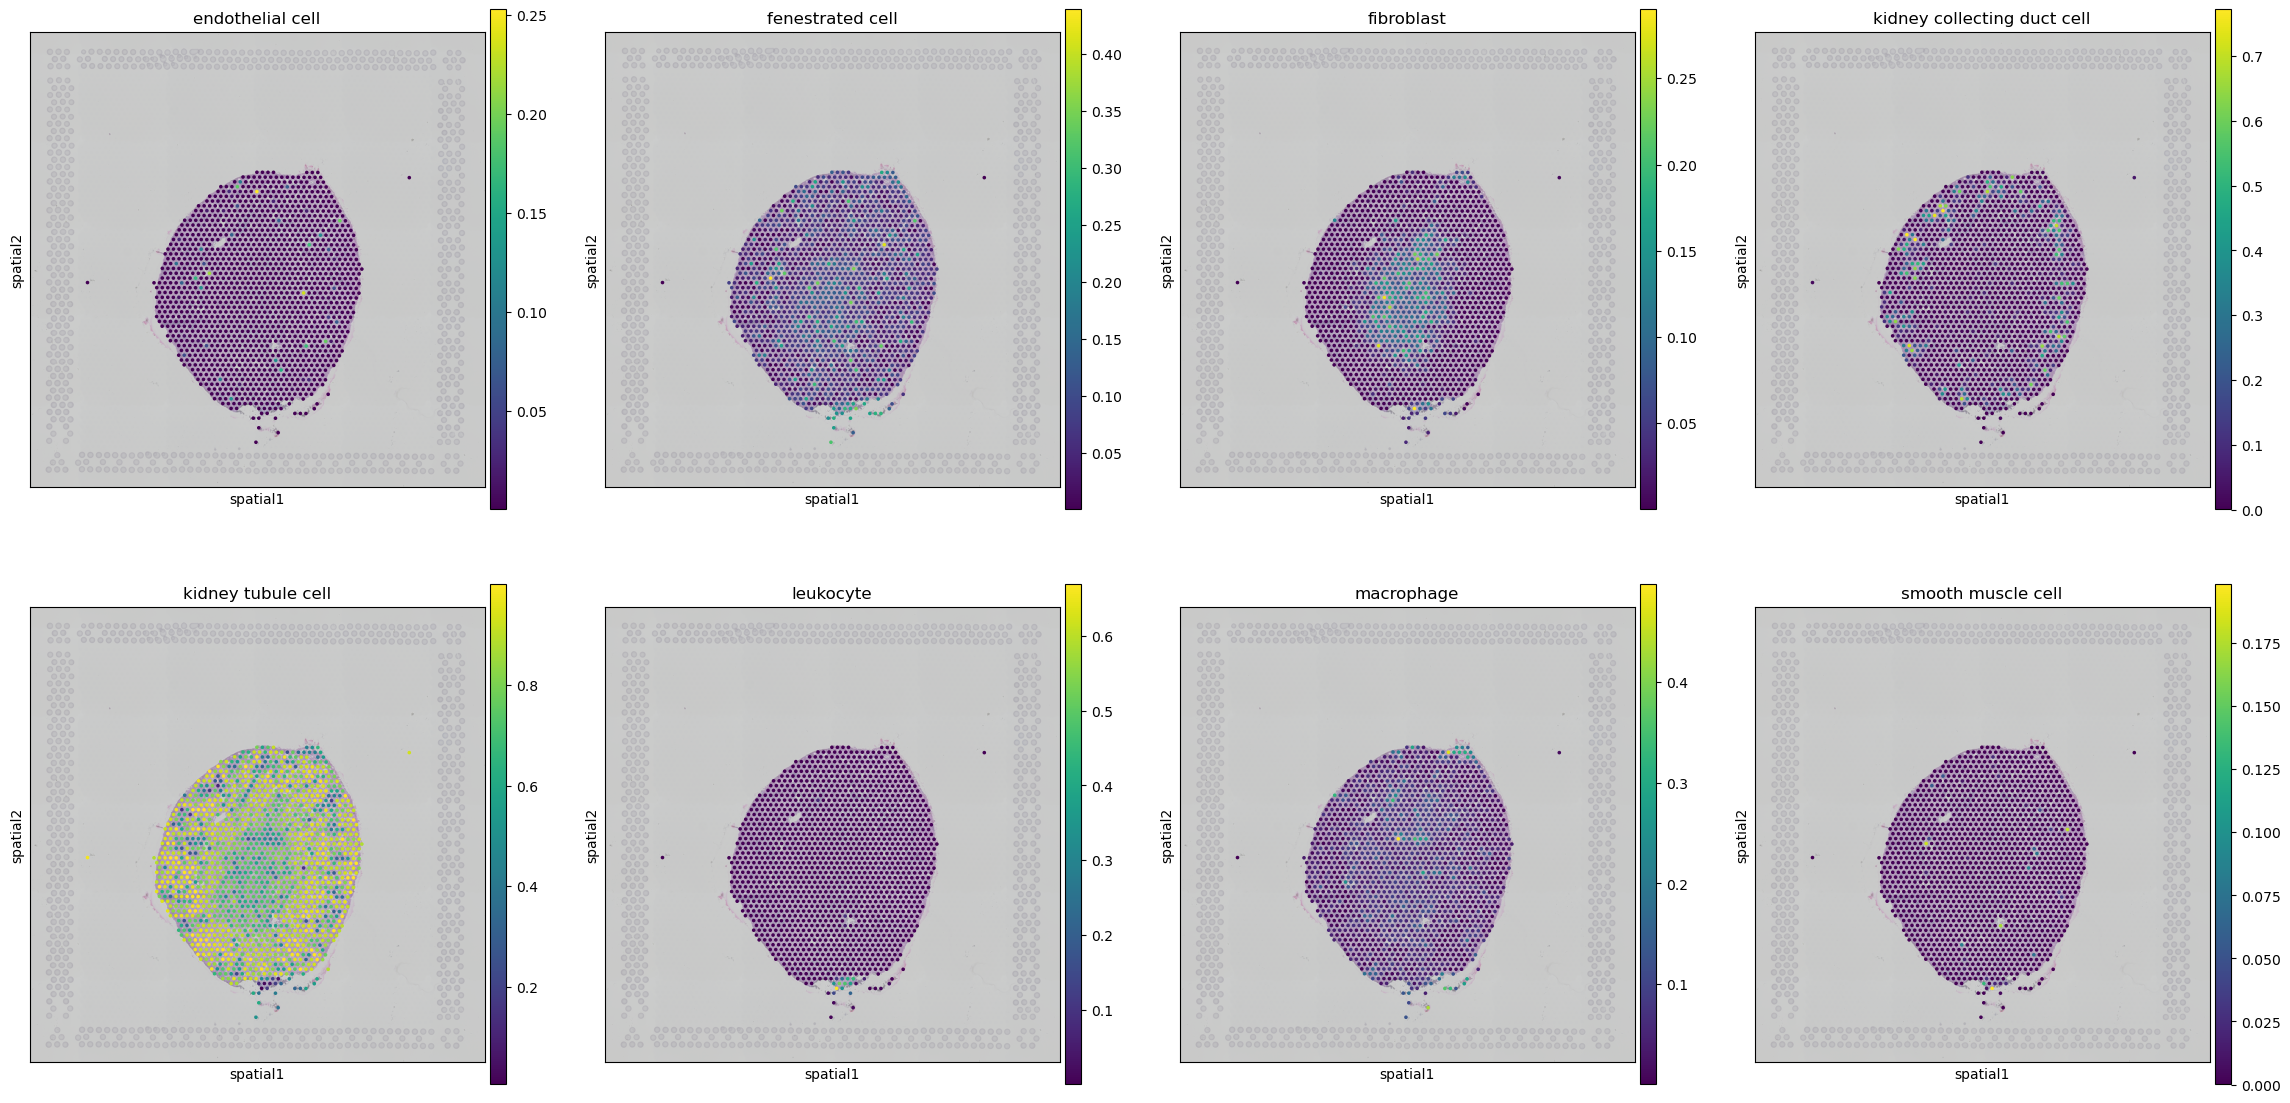 endothelial cell
spatial2
spatial1
0.25
0.20
0.15
0.10
0.05
fenestrated cell
spatial2
spatial1
0.40
0.35
0.30
0.25
0.20
0.15
0.10
0.05
fibroblast
spatial2
spatial1
0.25
0.20
0.15
0.10
0.05
kidney collecting duct cell
spatial2
spatial1
0.7
0.6
0.5
0.4
0.3
0.2
0.1
0.0
kidney tubule cell
spatial2
spatial1
0.8
0.6
0.4
0.2
leukocyte
spatial2
spatial1
0.6
0.5
0.4
0.3
0.2
0.1
macrophage
spatial2
spatial1
0.4
0.3
0.2
0.1
smooth muscle cell
spatial2
spatial1
0.175
0.150
0.125
0.100
0.075
0.050
0.025
0.000